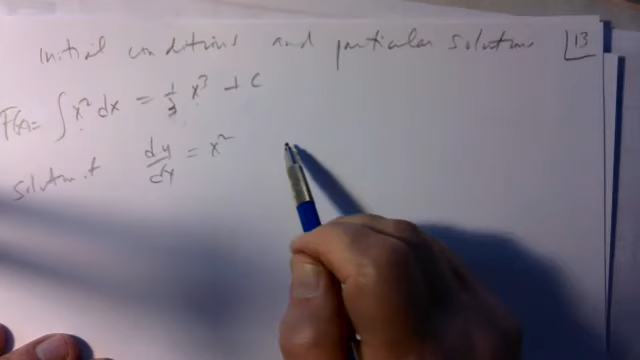 Initial conditions and particular solutions 13
F(x)= ∫ x² dx = 1/3 x³ + C
solution of dy/dx = x²